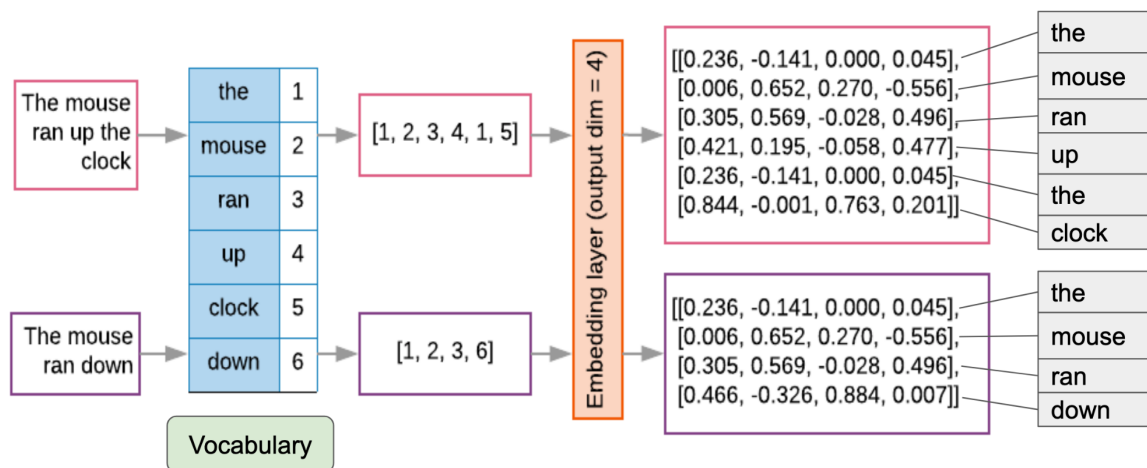 The mouse
ran up the
clock
the 1
mouse 2
ran 3
up 4
clock 5
down 6
[1, 2, 3, 4, 1, 5]
Embedding layer (output dim = 4)
[[0.236, -0.141, 0.000, 0.045],
[0.006, 0.652, 0.270, -0.556],
[0.305, 0.569, -0.028, 0.496],
[0.421, 0.195, -0.058, 0.477],
[0.236, -0.141, 0.000, 0.045],
[0.844, -0.001, 0.763, 0.201]]
the
mouse
ran
up
the
clock
The mouse
ran down
[1, 2, 3, 6]
[[0.236, -0.141, 0.000, 0.045],
[0.006, 0.652, 0.270, -0.556],
[0.305, 0.569, -0.028, 0.496],
[0.466, -0.326, 0.884, 0.007]]
the
mouse
ran
down
Vocabulary